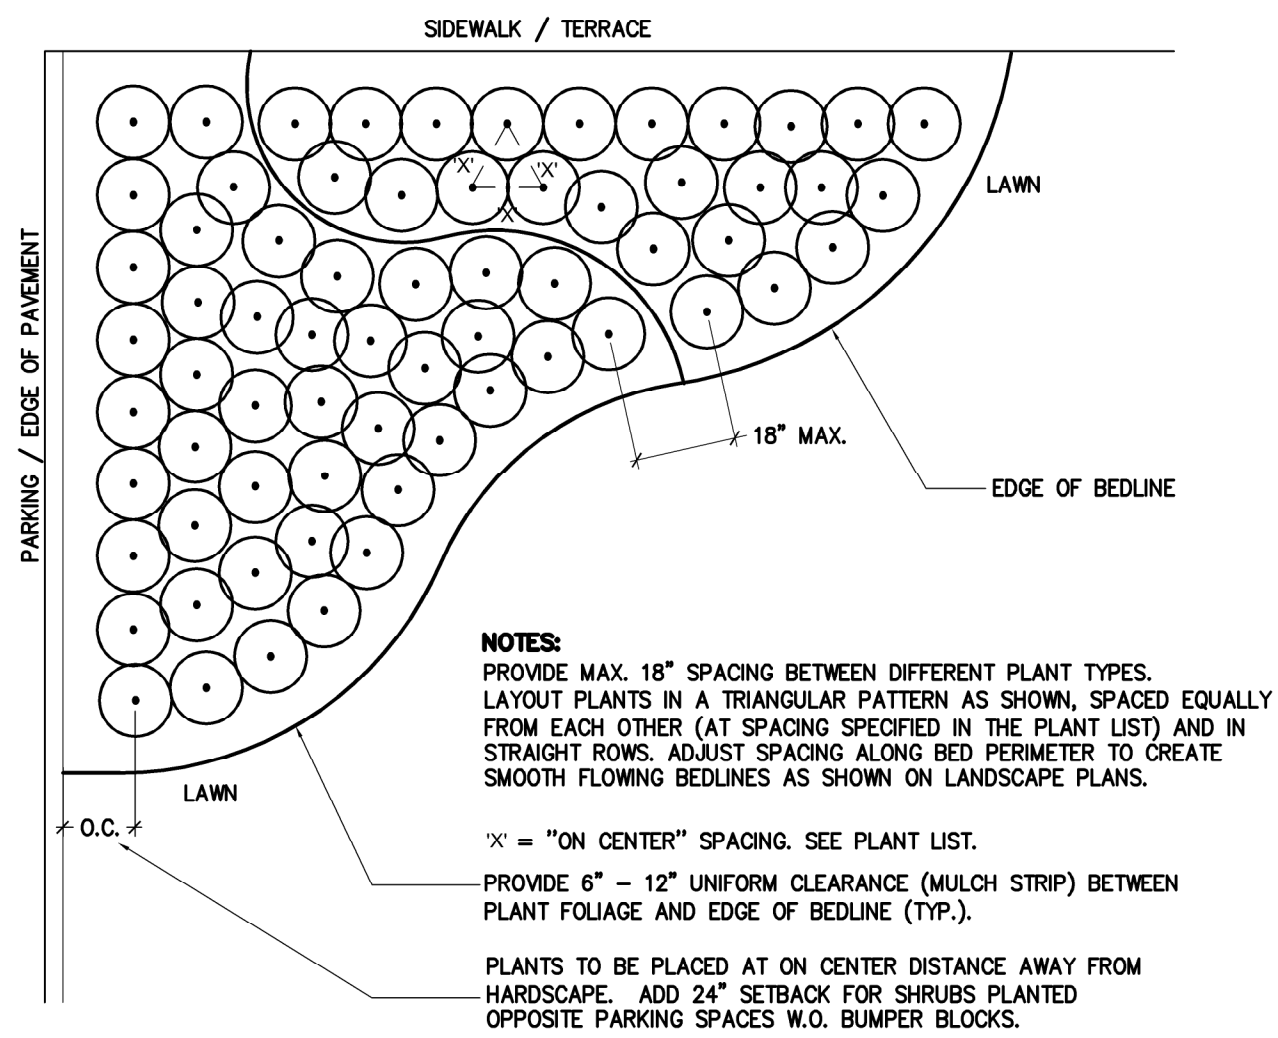 SIDEWALK / TERRACE
PARKING / EDGE OF PAVEMENT
'X'
'X'
'X'
LAWN
18" MAX.
EDGE OF BEDLINE
LAWN
O.C.
NOTES:
PROVIDE MAX. 18" SPACING BETWEEN DIFFERENT PLANT TYPES.
LAYOUT PLANTS IN A TRIANGULAR PATTERN AS SHOWN, SPACED EQUALLY
FROM EACH OTHER (AT SPACING SPECIFIED IN THE PLANT LIST) AND IN
STRAIGHT ROWS. ADJUST SPACING ALONG BED PERIMETER TO CREATE
SMOOTH FLOWING BEDLINES AS SHOWN ON LANDSCAPE PLANS.
'X' = "ON CENTER" SPACING. SEE PLANT LIST.
PROVIDE 6" – 12" UNIFORM CLEARANCE (MULCH STRIP) BETWEEN
PLANT FOLIAGE AND EDGE OF BEDLINE (TYP.).
PLANTS TO BE PLACED AT ON CENTER DISTANCE AWAY FROM
HARDSCAPE. ADD 24" SETBACK FOR SHRUBS PLANTED
OPPOSITE PARKING SPACES W.O. BUMPER BLOCKS.